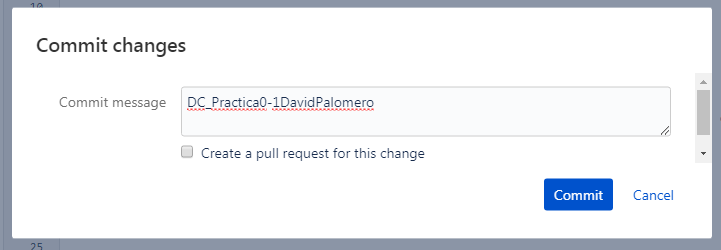 10
Commit changes
Commit message
DC_Practica0-1DavidPalomero
Create a pull request for this change
Commit Cancel
25